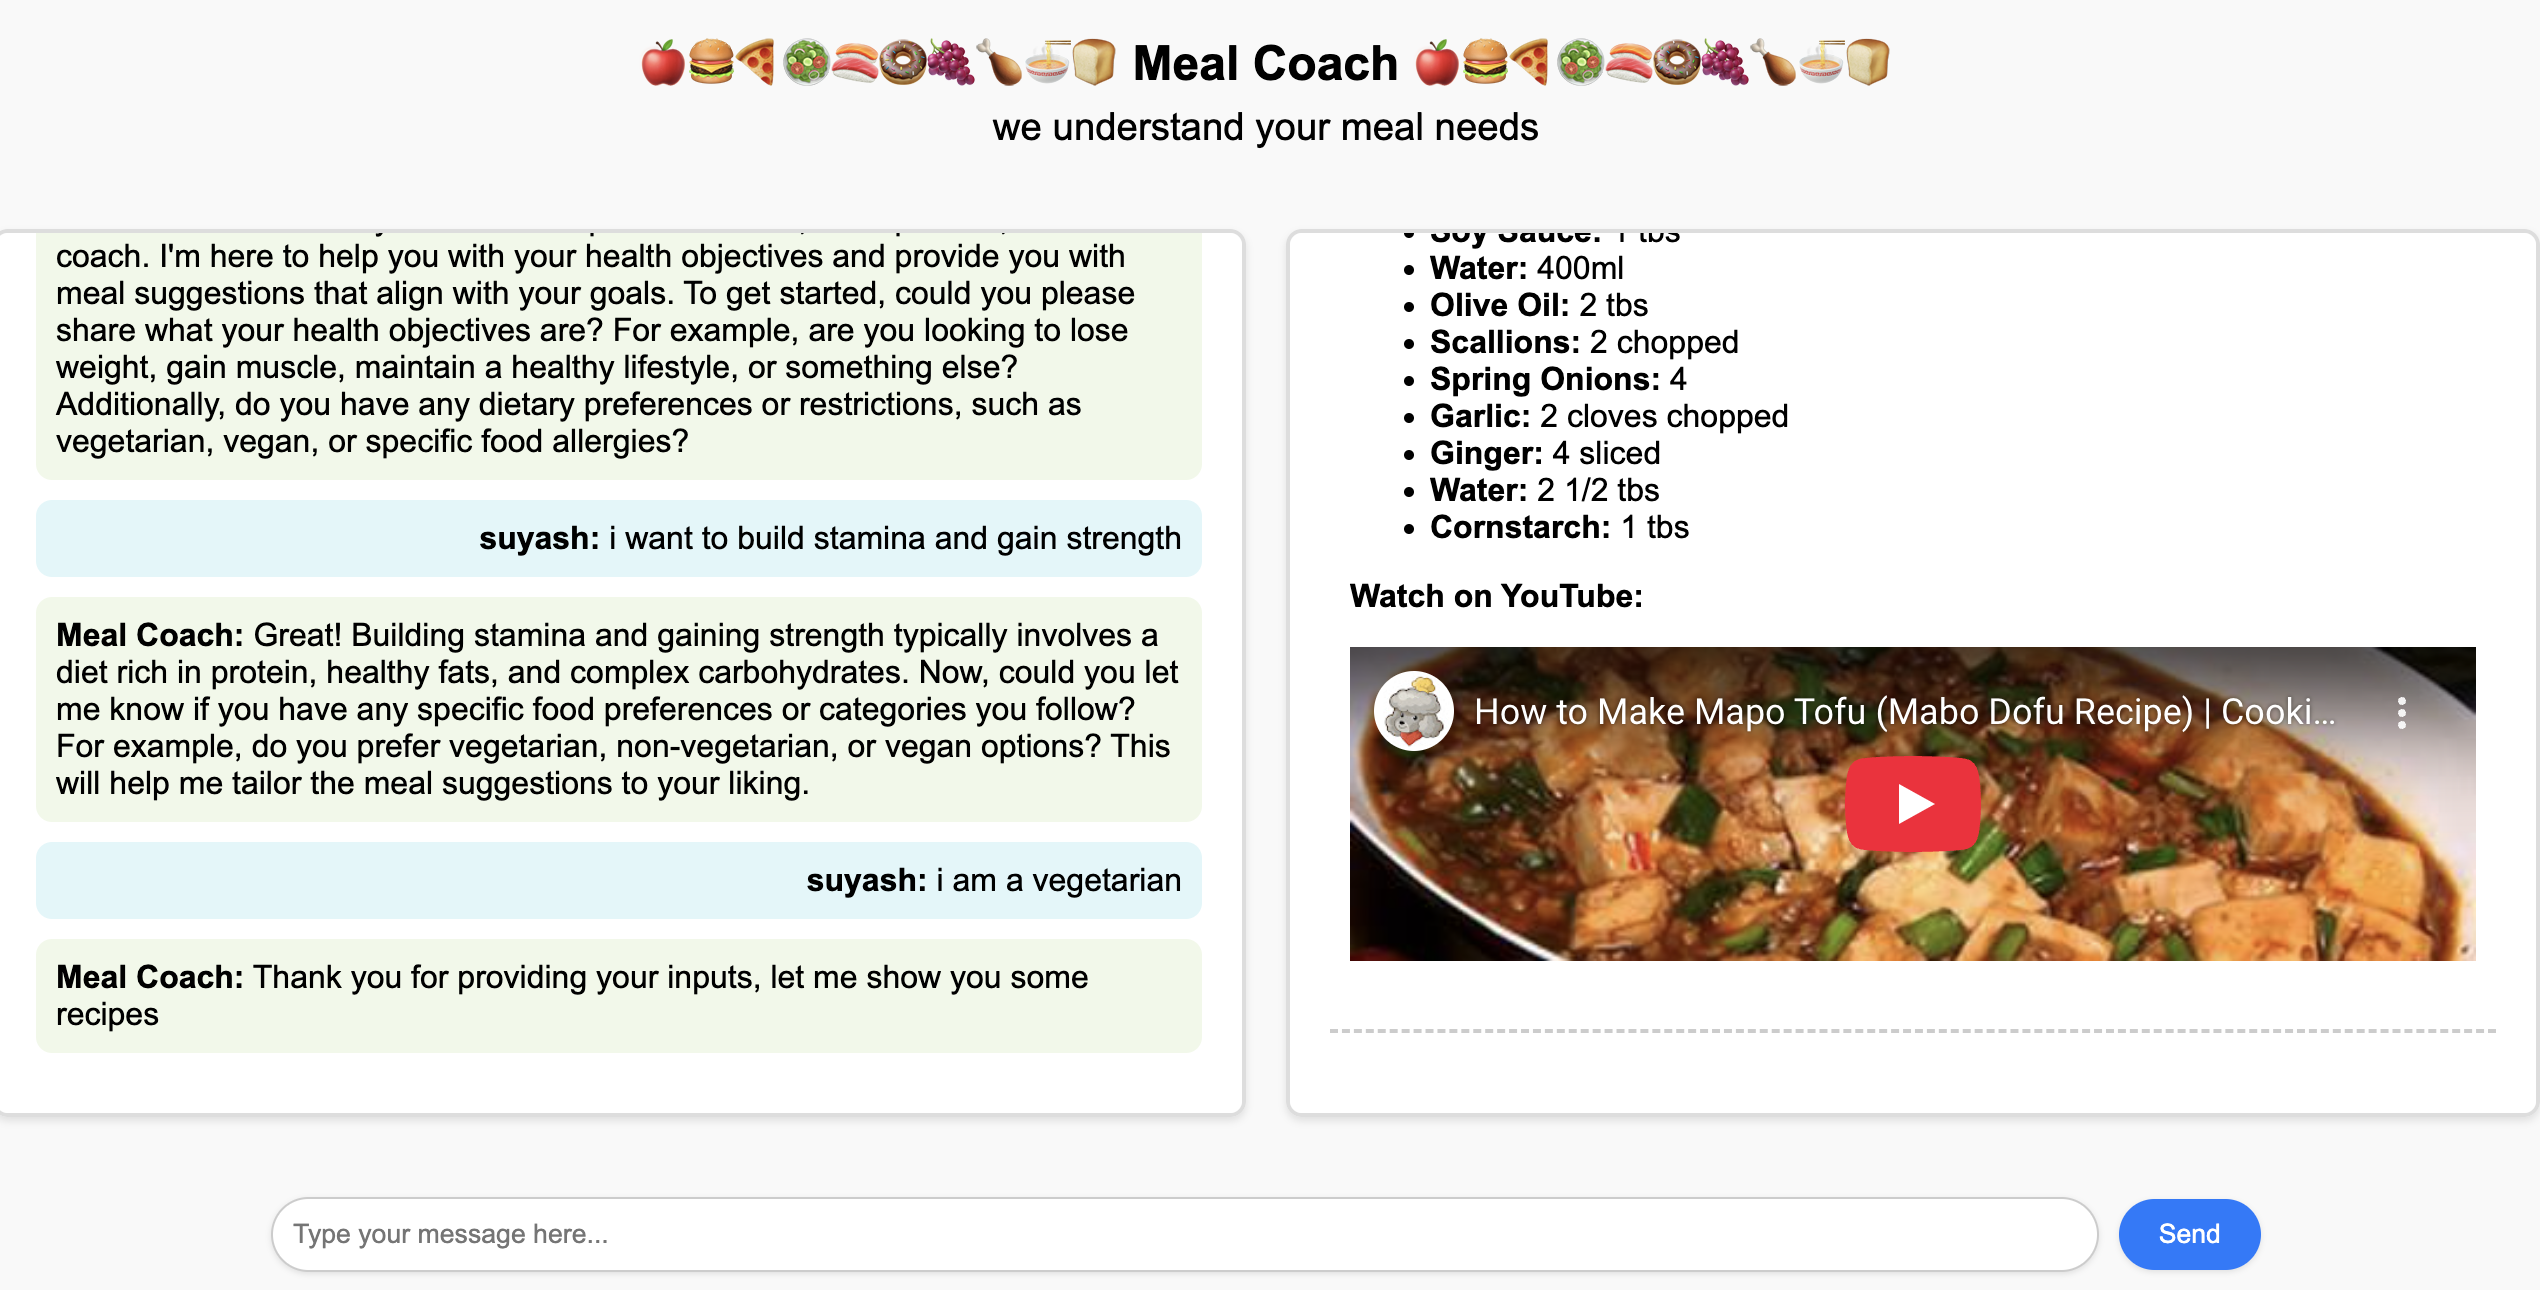 🍎🍔🍕🥗🍣🍩🍇🍗🍜🍞 Meal Coach 🍎🍔🍕🥗🍣🍩🍇🍗🍜🍞
we understand your meal needs
coach. I'm here to help you with your health objectives and provide you with
meal suggestions that align with your goals. To get started, could you please
share what your health objectives are? For example, are you looking to lose
weight, gain muscle, maintain a healthy lifestyle, or something else?
Additionally, do you have any dietary preferences or restrictions, such as
vegetarian, vegan, or specific food allergies?
suyash: i want to build stamina and gain strength
Meal Coach: Great! Building stamina and gaining strength typically involves a
diet rich in protein, healthy fats, and complex carbohydrates. Now, could you let
me know if you have any specific food preferences or categories you follow?
For example, do you prefer vegetarian, non-vegetarian, or vegan options? This
will help me tailor the meal suggestions to your liking.
suyash: i am a vegetarian
Meal Coach: Thank you for providing your inputs, let me show you some
recipes
• Soy Sauce: 1 tbs
• Water: 400ml
• Olive Oil: 2 tbs
• Scallions: 2 chopped
• Spring Onions: 4
• Garlic: 2 cloves chopped
• Ginger: 4 sliced
• Water: 2 1/2 tbs
• Cornstarch: 1 tbs
Watch on YouTube:
How to Make Mapo Tofu (Mabo Dofu Recipe) | Cooki...
Type your message here...
Send